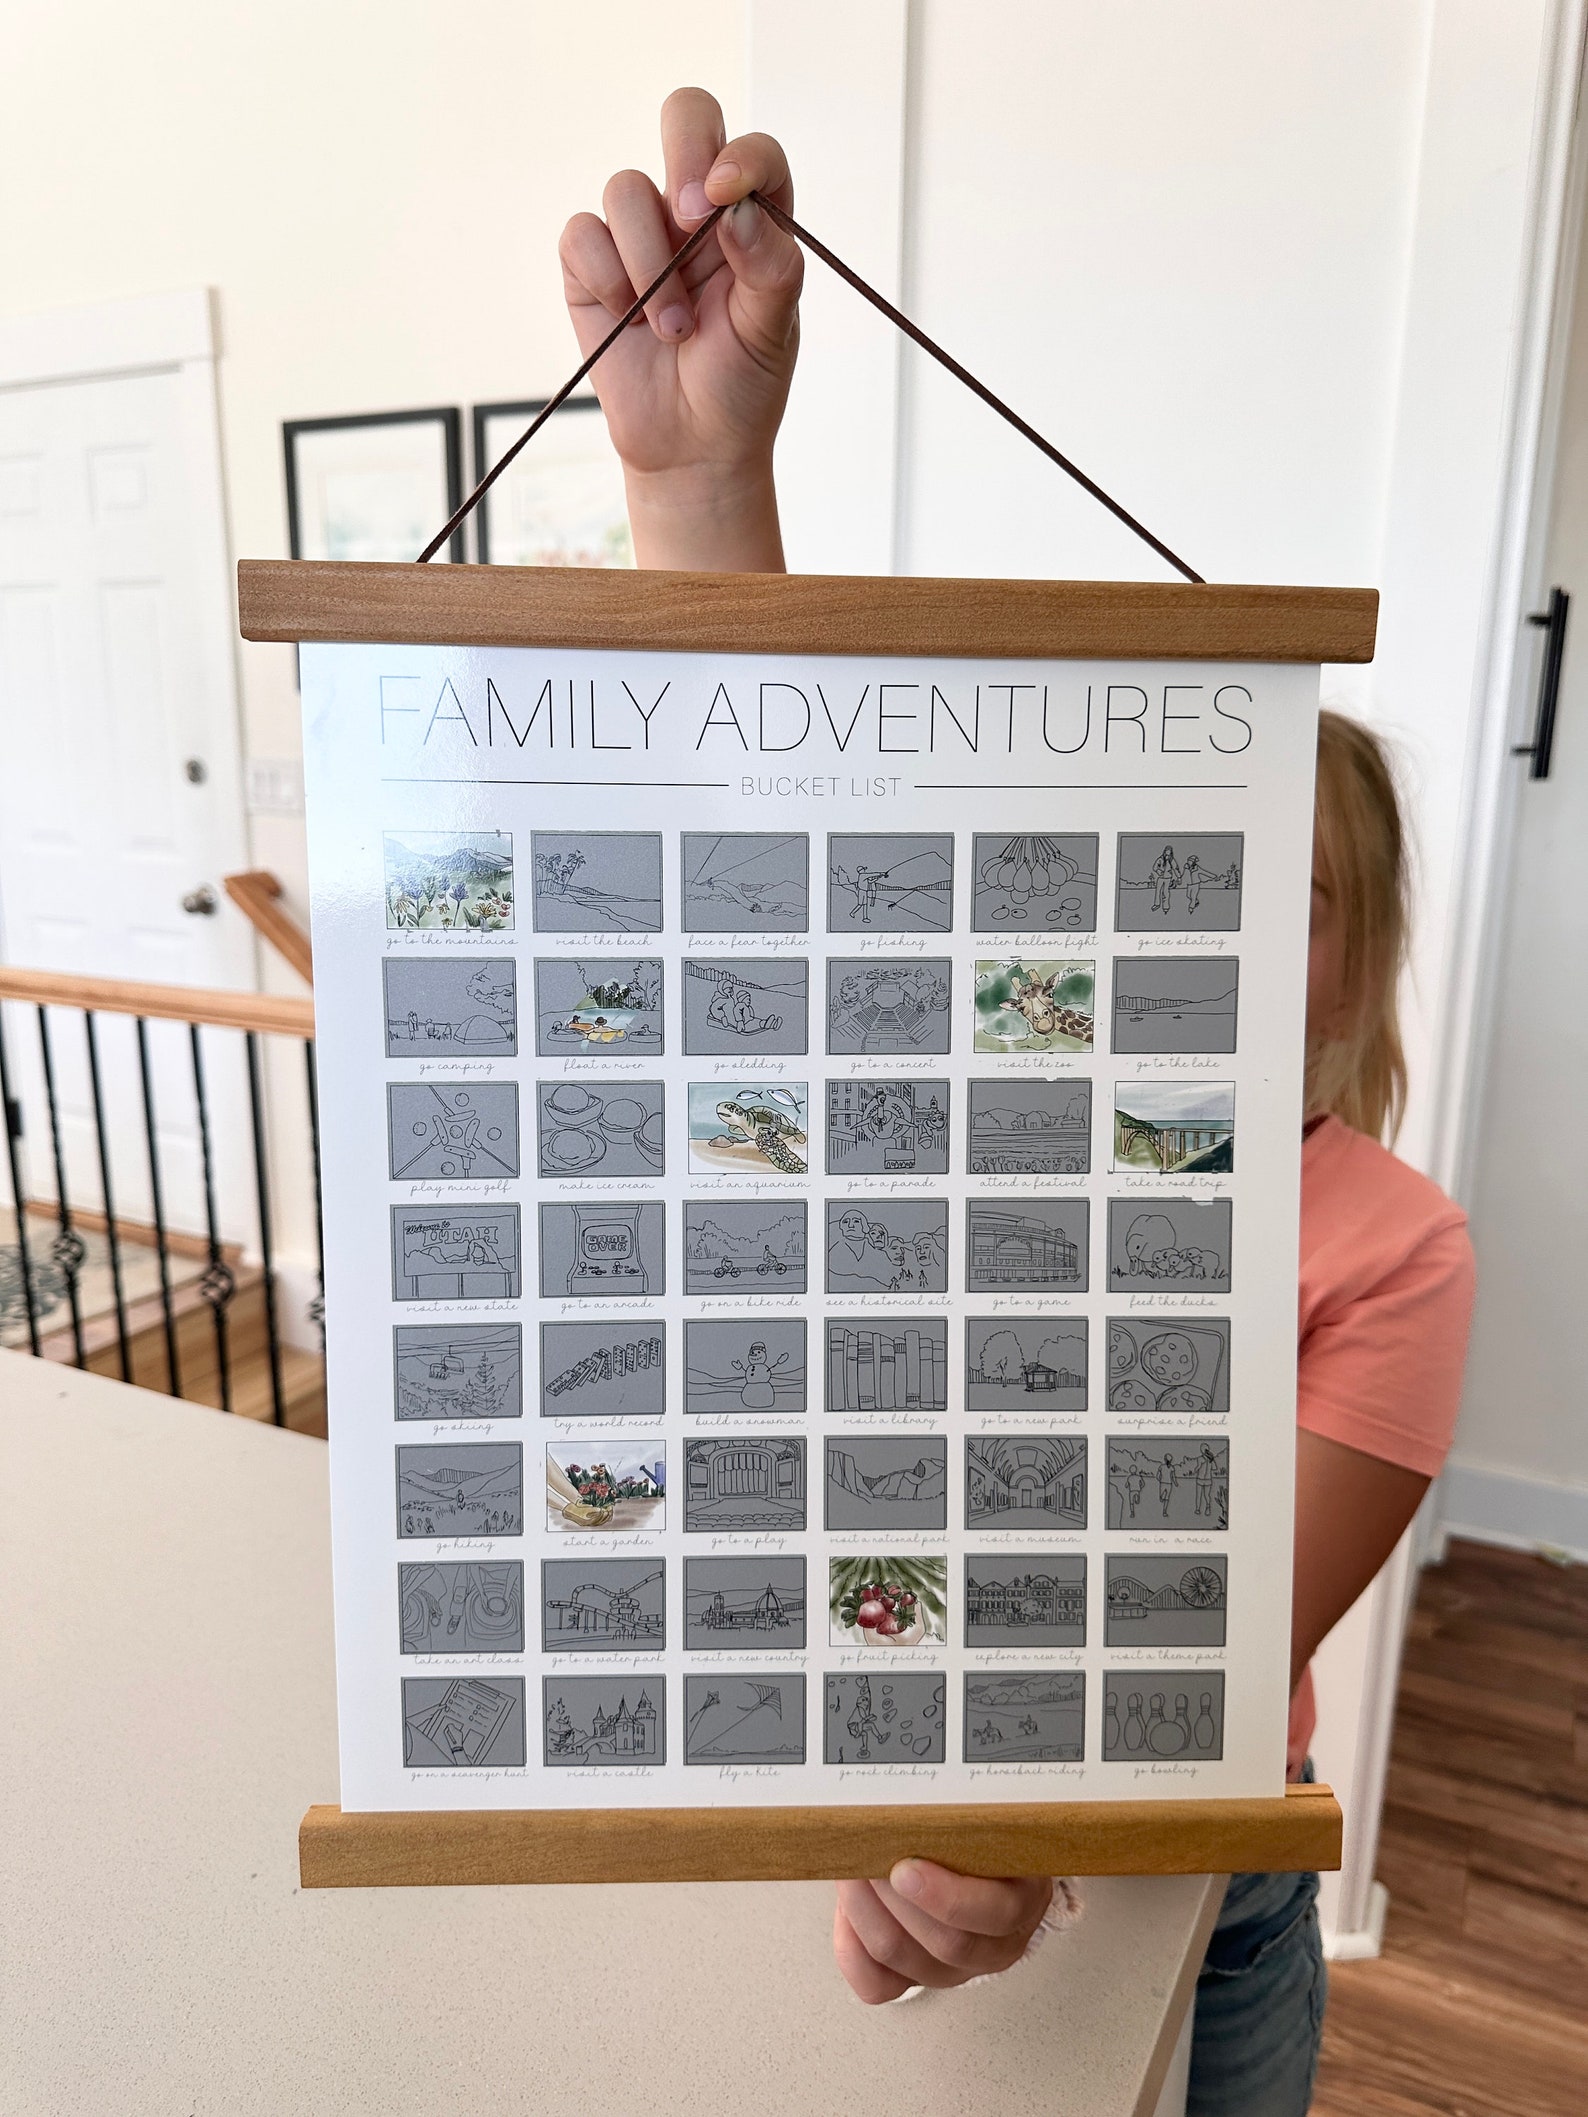 FAMILY ADVENTURES
BUCKET LIST
go to the mountains visit the beach face a fear together go fishing water balloon fight go ice skating
go camping float a river go sledding go to a concert visit the zoo go to the lake
play mini golf make ice cream visit an aquarium go to a parade attend a festival take a road trip
Welcome to
UTAH
GAME
OVER
visit a new state go to an arcade go on a bike ride see a historical site go to a game feed the ducks
go skiing try a world record build a snowman visit a library go to a new park surprise a friend
go hiking start a garden go to a play visit a national park visit a museum run in a race
take an art class go to a water park visit a new country go fruit picking explore a new city visit a theme park
go on a scavenger hunt visit a castle fly a kite go rock climbing go horseback riding go bowling